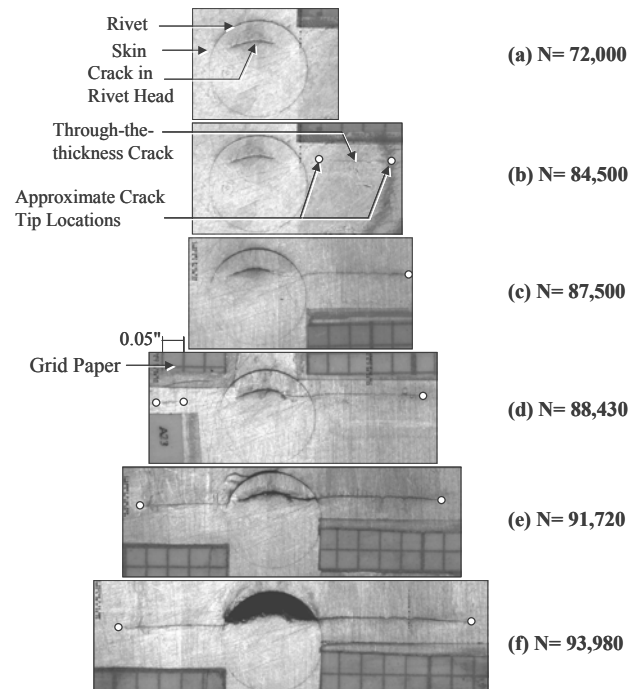 Rivet
Skin
Crack in
Rivet Head
(a) N= 72,000
Through-the-
thickness Crack
Approximate Crack
Tip Locations
(b) N= 84,500
(c) N= 87,500
0.05"
Grid Paper
(d) N= 88,430
(e) N= 91,720
(f) N= 93,980